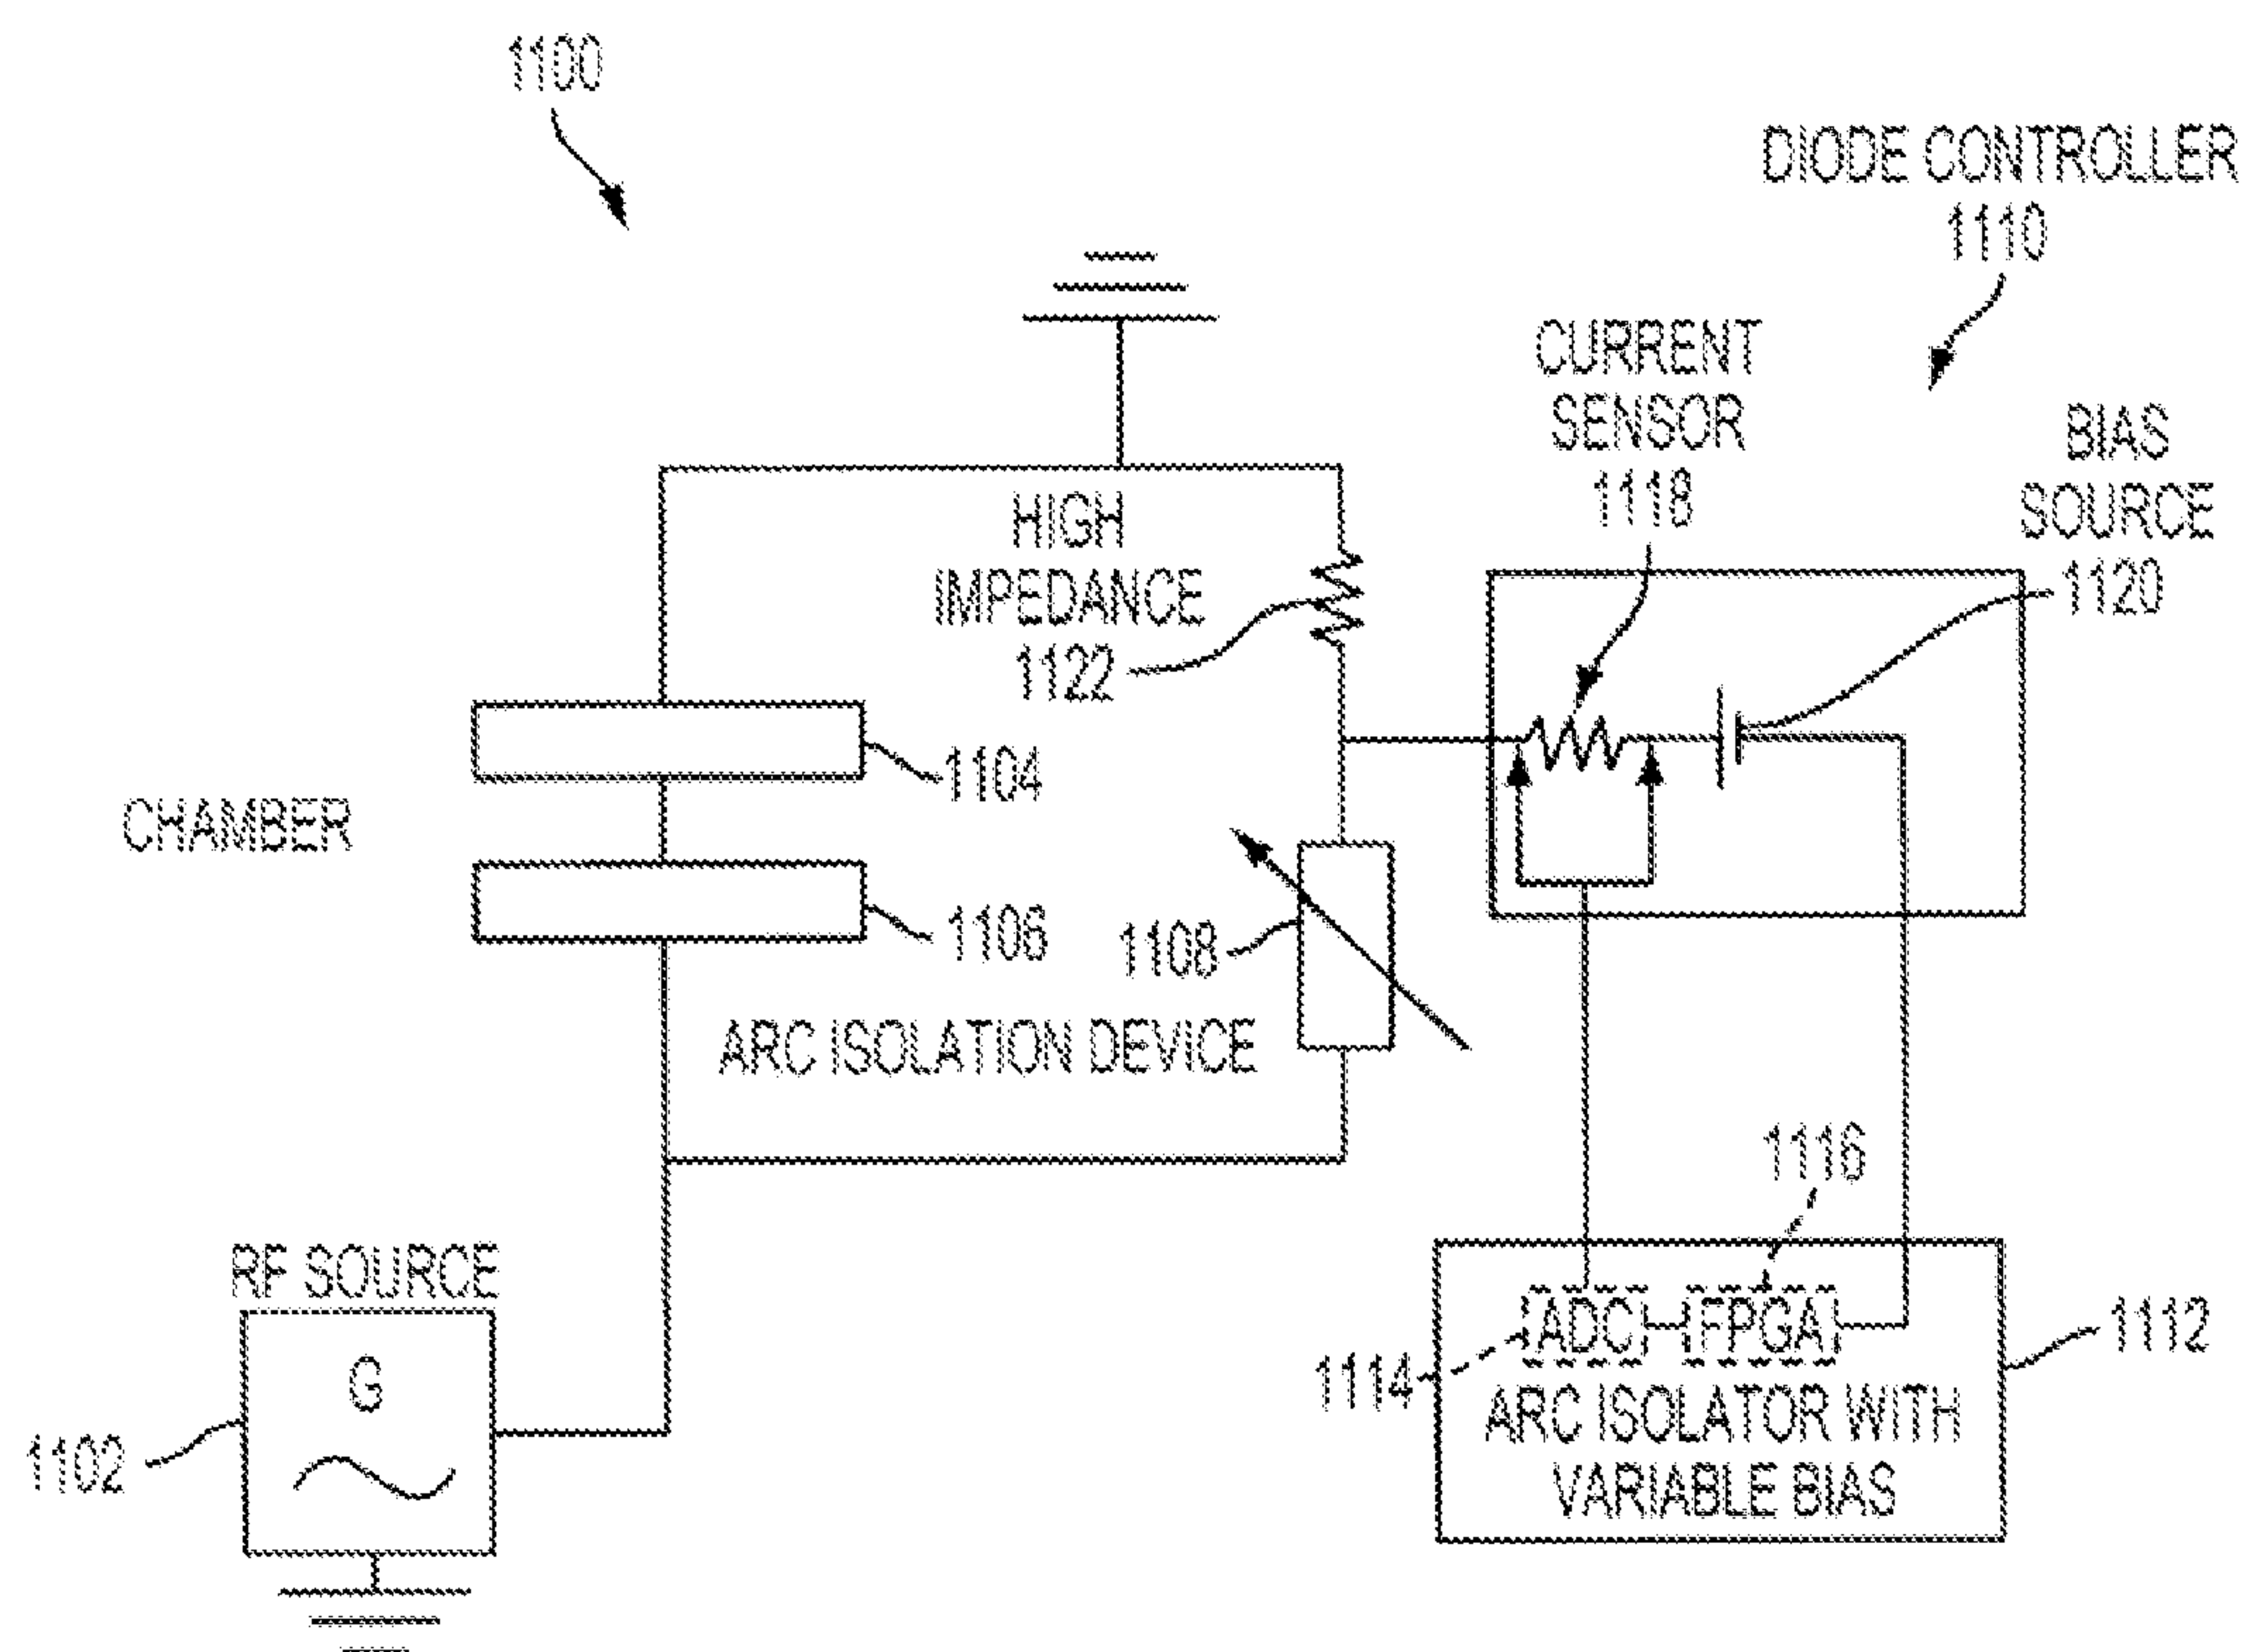 1100
DIODE CONTROLLER
1110
CURRENT
SENSOR
1118
BIAS
SOURCE
1120
HIGH
IMPEDANCE
1122
1104
CHAMBER
1106
1108
ARC ISOLATION DEVICE
1116
RF SOURCE
G
1102
ADC
FPGA
1114
1112
ARC ISOLATOR WITH
VARIABLE BIAS